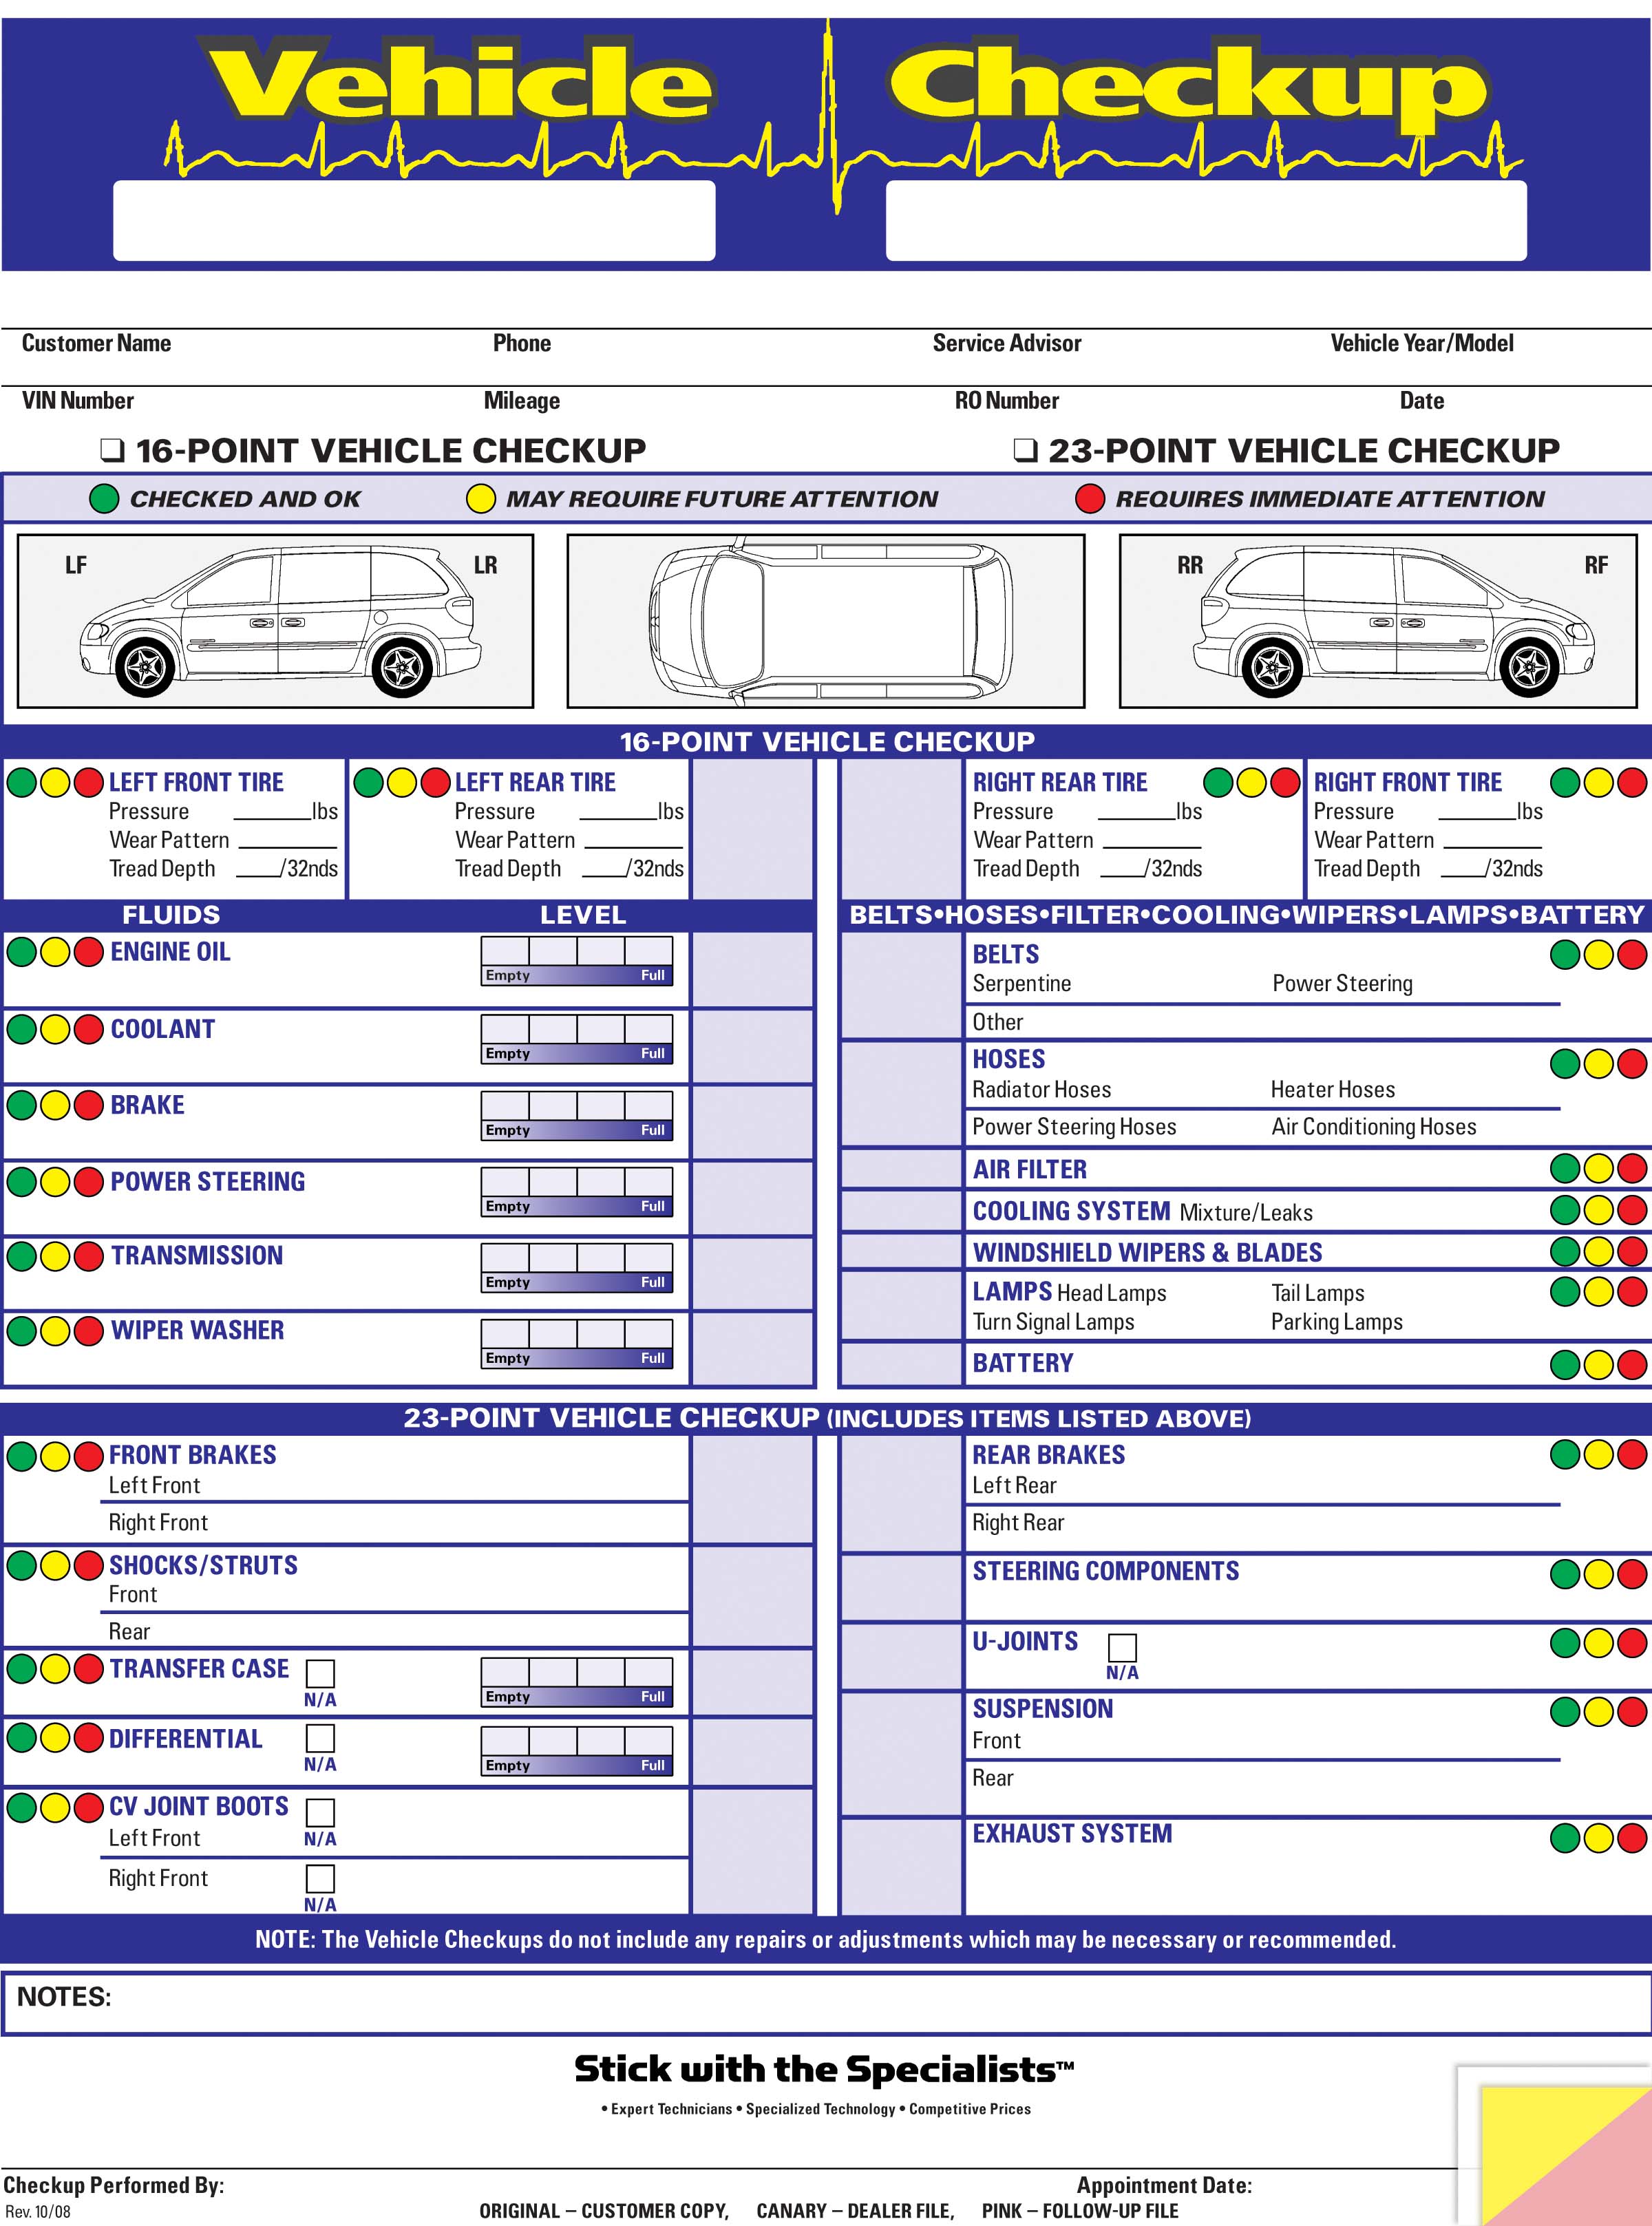 Vehicle Checkup
Customer Name Phone Service Advisor Vehicle Year/Model
VIN Number Mileage RO Number Date
❏ 16-POINT VEHICLE CHECKUP ❏ 23-POINT VEHICLE CHECKUP
CHECKED AND OK MAY REQUIRE FUTURE ATTENTION REQUIRES IMMEDIATE ATTENTION
LF LR RR RF
16-POINT VEHICLE CHECKUP
LEFT FRONT TIRE LEFT REAR TIRE RIGHT REAR TIRE RIGHT FRONT TIRE
Pressure ______lbs Pressure ______lbs Pressure ______lbs Pressure ______lbs
Wear Pattern ________ Wear Pattern ________ Wear Pattern ________ Wear Pattern ________
Tread Depth ____/32nds Tread Depth ____/32nds Tread Depth ____/32nds Tread Depth ____/32nds
FLUIDS LEVEL
ENGINE OIL
Empty Full
COOLANT
Empty Full
BRAKE
Empty Full
POWER STEERING
Empty Full
TRANSMISSION
Empty Full
WIPER WASHER
Empty Full
BELTS•HOSES•FILTER•COOLING•WIPERS•LAMPS•BATTERY
BELTS
Serpentine Power Steering
Other
HOSES
Radiator Hoses Heater Hoses
Power Steering Hoses Air Conditioning Hoses
AIR FILTER
COOLING SYSTEM Mixture/Leaks
WINDSHIELD WIPERS & BLADES
LAMPS Head Lamps Tail Lamps
Turn Signal Lamps Parking Lamps
BATTERY
23-POINT VEHICLE CHECKUP (INCLUDES ITEMS LISTED ABOVE)
FRONT BRAKES
Left Front
Right Front
SHOCKS/STRUTS
Front
Rear
TRANSFER CASE
N/A Empty Full
DIFFERENTIAL
N/A Empty Full
CV JOINT BOOTS
Left Front N/A
Right Front
N/A
REAR BRAKES
Left Rear
Right Rear
STEERING COMPONENTS
U-JOINTS
N/A
SUSPENSION
Front
Rear
EXHAUST SYSTEM
NOTE: The Vehicle Checkups do not include any repairs or adjustments which may be necessary or recommended.
NOTES:
Stick with the Specialists™
• Expert Technicians • Specialized Technology • Competitive Prices
Checkup Performed By: Appointment Date:
Rev. 10/08 ORIGINAL – CUSTOMER COPY, CANARY – DEALER FILE, PINK – FOLLOW-UP FILE